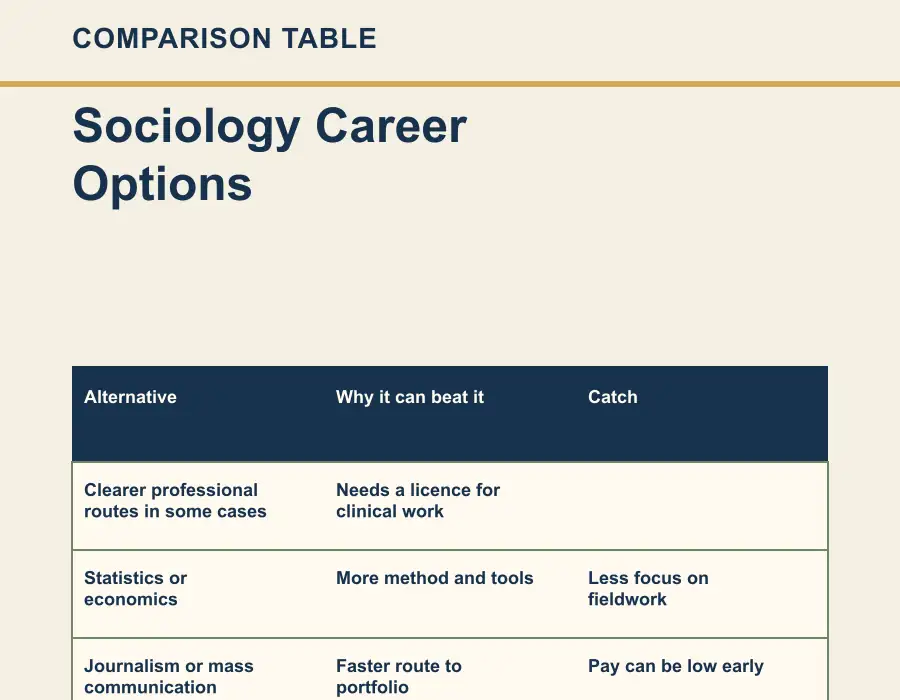 COMPARISON TABLE
Sociology Career
Options
Alternative Why it can beat it Catch
Clearer professional Needs a licence for
routes in some cases clinical work
Statistics or More method and tools Less focus on
economics fieldwork
Journalism or mass Faster route to Pay can be low early
communication portfolio